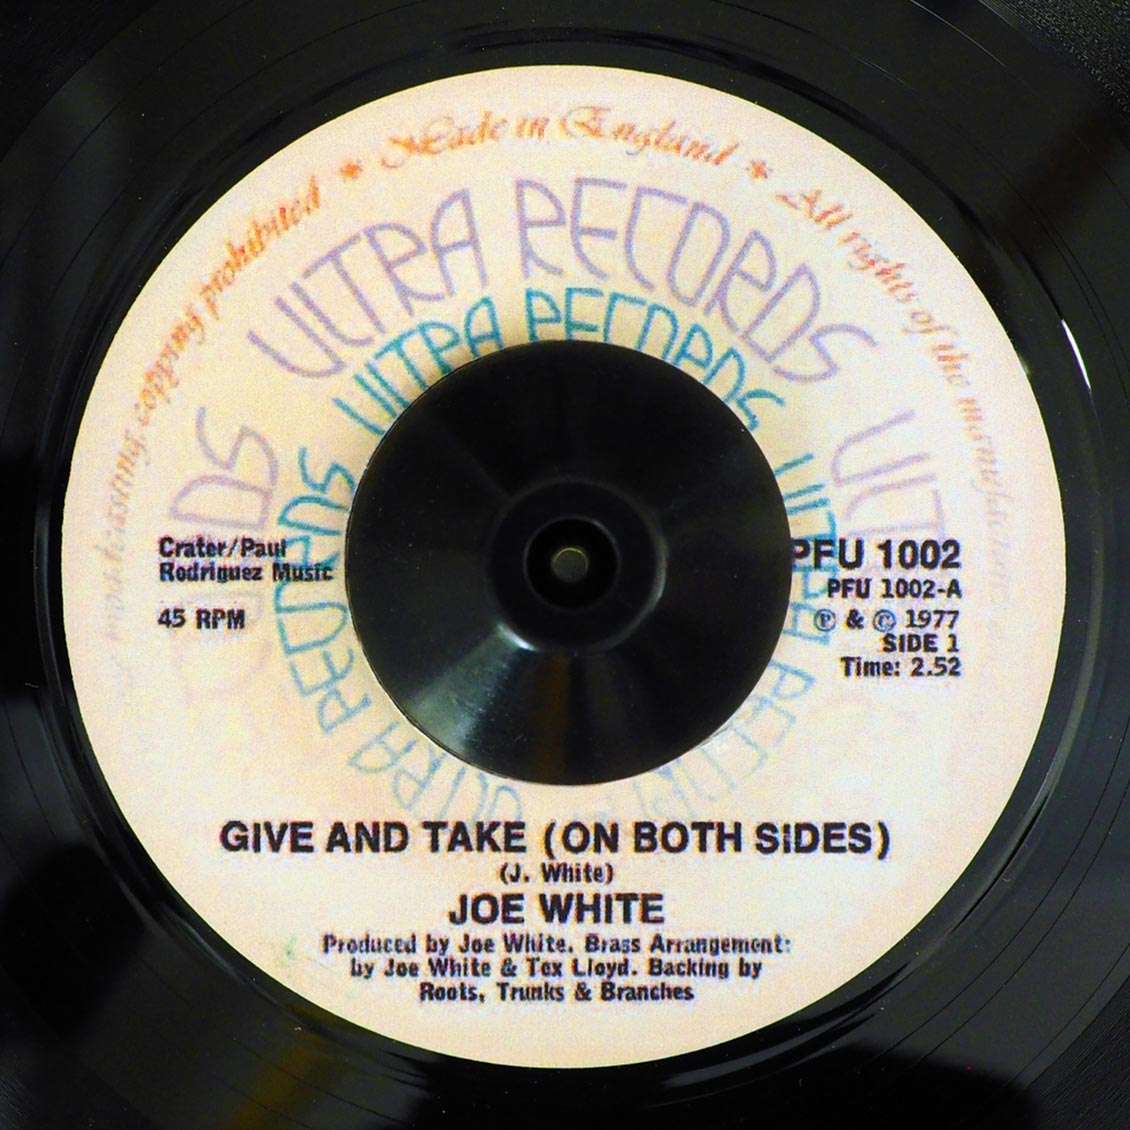 copying prohibited * Made in England * All rights of the
ULTRA RECORDS
ULTRA RECORDS
Crater/Paul
Rodriguez Music
45 RPM
PFU 1002
PFU 1002-A
℗ & © 1977
SIDE 1
Time: 2.52
GIVE AND TAKE (ON BOTH SIDES)
(J. White)
JOE WHITE
Produced by Joe White. Brass Arrangement:
by Joe White & Tex Lloyd. Backing by
Roots, Trunks & Branches